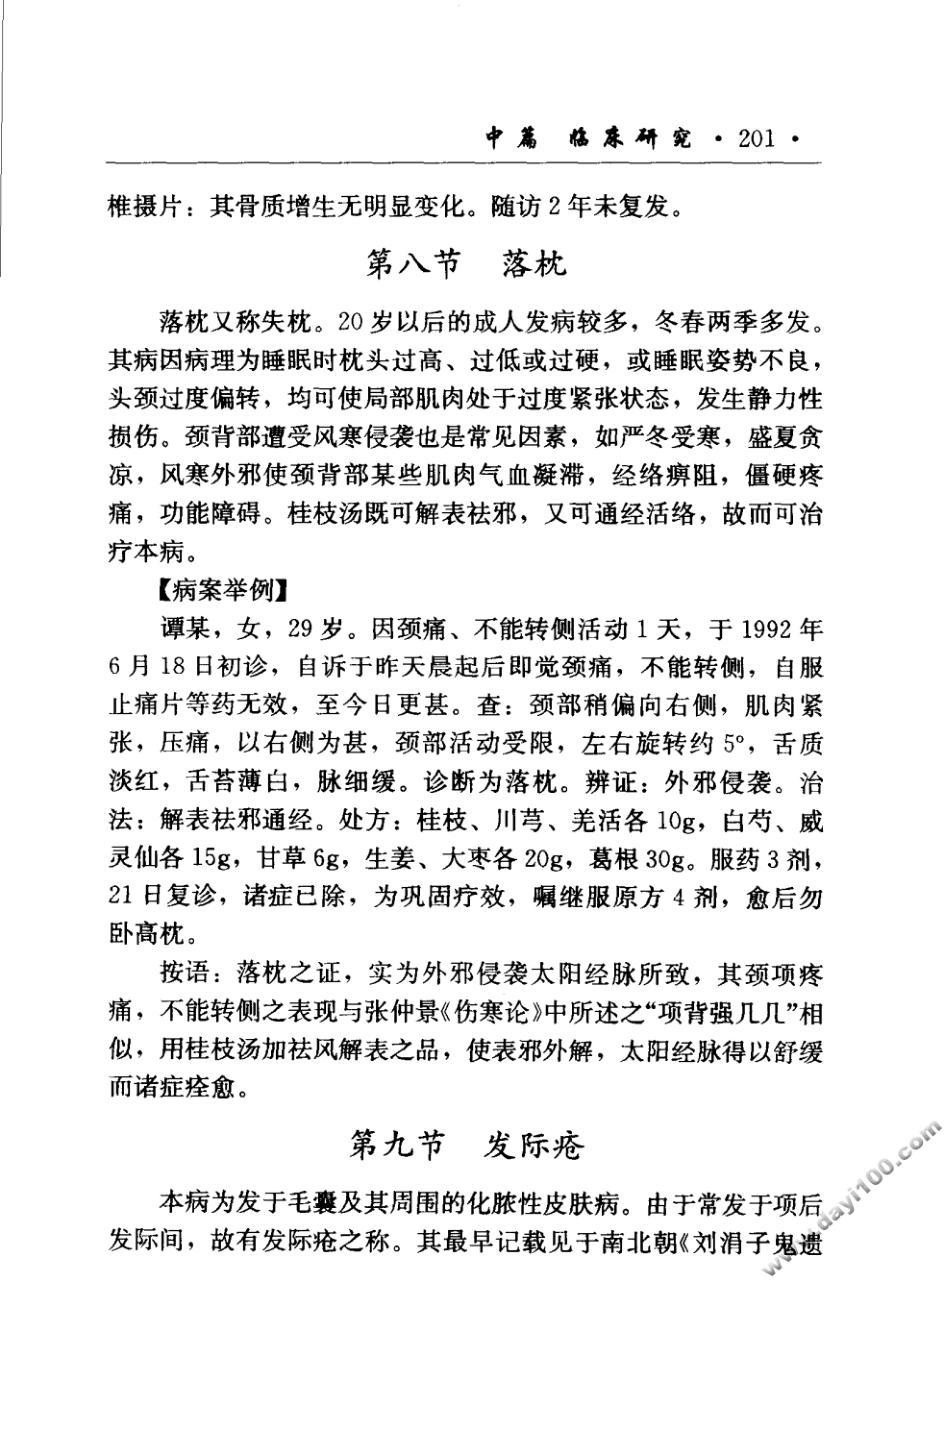 中篇 临床研究 · 201 ·
椎摄片：其骨质增生无明显变化。随访 2 年未复发。
第八节 落枕
落枕又称失枕。20 岁以后的成人发病较多，冬春两季多发。
其病因病理为睡眠时枕头过高、过低或过硬，或睡眠姿势不良，
头颈过度偏转，均可使局部肌肉处于过度紧张状态，发生静力性
损伤。颈背部遭受风寒侵袭也是常见因素，如严冬受寒，盛夏贪
凉，风寒外邪使颈背部某些肌肉气血凝滞，经络痹阻，僵硬疼
痛，功能障碍。桂枝汤既可解表祛邪，又可通经活络，故而可治
疗本病。
【病案举例】
谭某，女，29 岁。因颈痛、不能转侧活动 1 天，于 1992 年
6 月 18 日初诊，自诉于昨天晨起后即觉颈痛，不能转侧，自服
止痛片等药无效，至今日更甚。查：颈部稍偏向右侧，肌肉紧
张，压痛，以右侧为甚，颈部活动受限，左右旋转约 5°，舌质
淡红，舌苔薄白，脉细缓。诊断为落枕。辨证：外邪侵袭。治
法：解表祛邪通经。处方：桂枝、川芎、羌活各 10g，白芍、威
灵仙各 15g，甘草 6g，生姜、大枣各 20g，葛根 30g。服药 3 剂，
21 日复诊，诸症已除，为巩固疗效，嘱继服原方 4 剂，愈后勿
卧高枕。
按语：落枕之证，实为外邪侵袭太阳经脉所致，其颈项疼
痛，不能转侧之表现与张仲景《伤寒论》中所述之“项背强几几”相
似，用桂枝汤加祛风解表之品，使表邪外解，太阳经脉得以舒缓
而诸症痊愈。
第九节 发际疮
本病为发于毛囊及其周围的化脓性皮肤病。由于常发于项后
发际间，故有发际疮之称。其最早记载见于南北朝《刘涓子鬼遗
www.dayi100.com